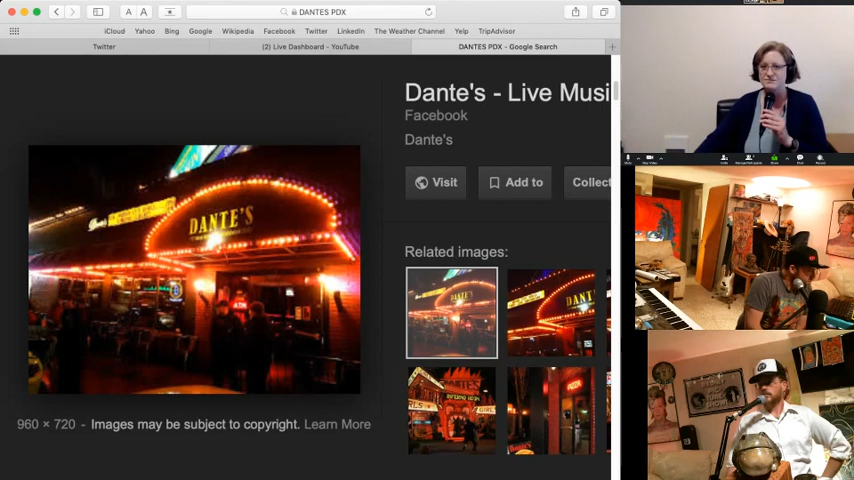 A A
DANTES PDX
iCloud Yahoo Bing Google Wikipedia Facebook Twitter LinkedIn The Weather Channel Yelp TripAdvisor
Twitter (2) Live Dashboard - YouTube DANTES PDX - Google Search
Dante's - Live Musi
Facebook
Dante's
Visit Add to Collect
DANTE'S
Related images:
960 × 720 - Images may be subject to copyright. Learn More